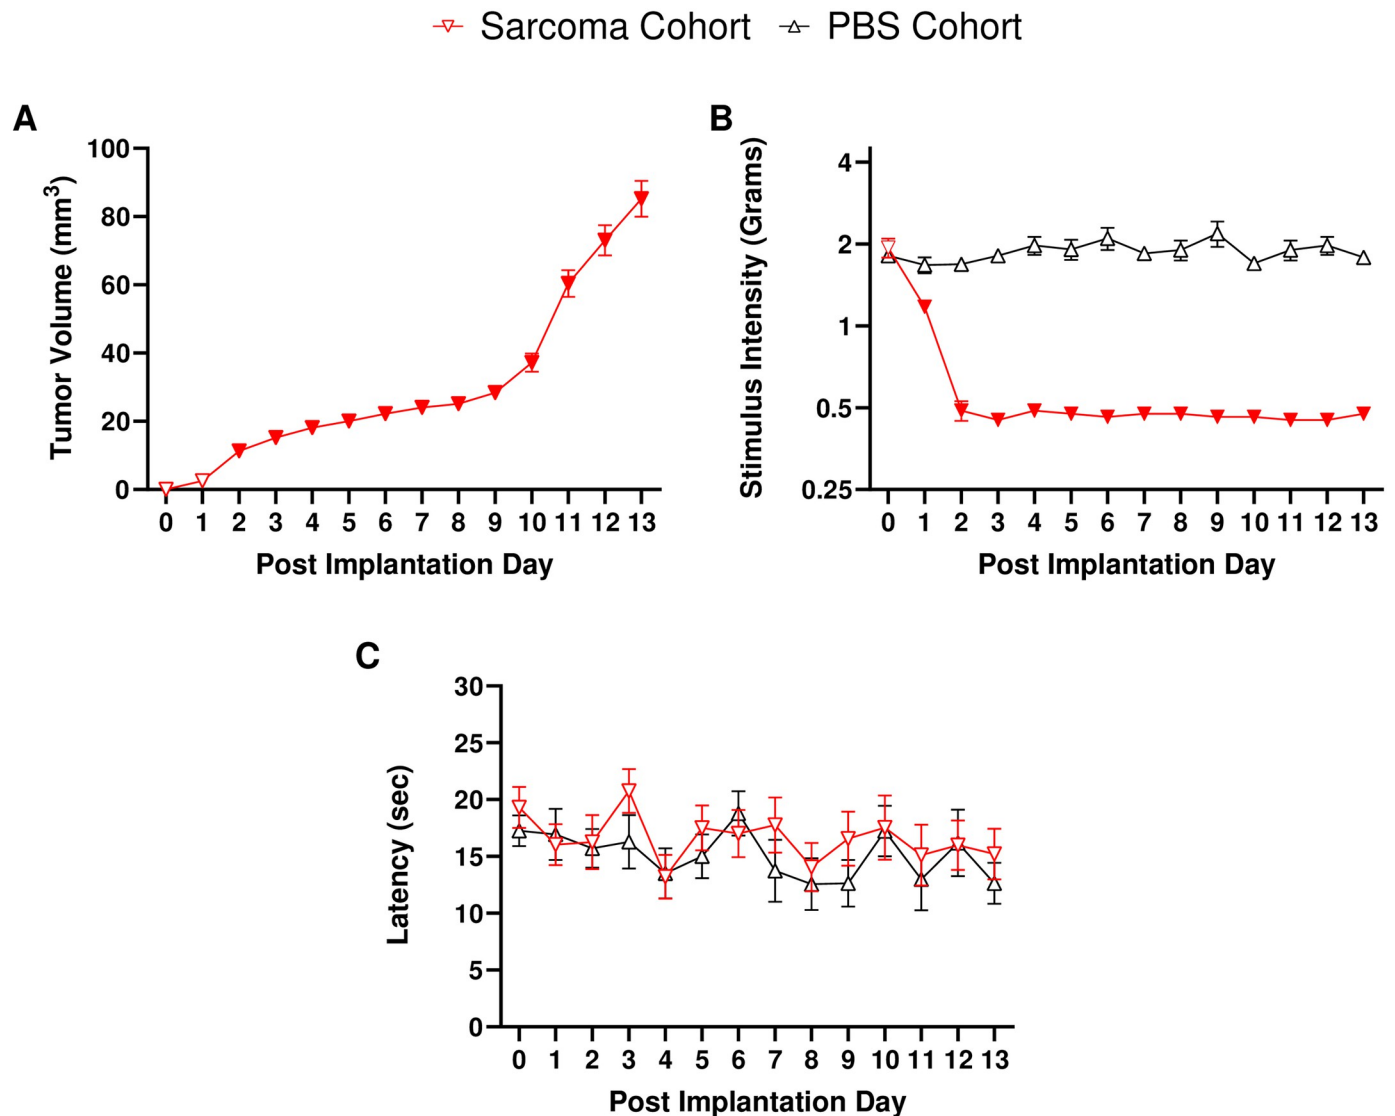 Sarcoma Cohort PBS Cohort
A
Tumor Volume (mm3)
100
80
60
40
20
0
0 1 2 3 4 5 6 7 8 9 10 11 12 13
Post Implantation Day
B
Stimulus Intensity (Grams)
4
2
1
0.5
0.25
0 1 2 3 4 5 6 7 8 9 10 11 12 13
Post Implantation Day
C
Latency (sec)
30
25
20
15
10
5
0
0 1 2 3 4 5 6 7 8 9 10 11 12 13
Post Implantation Day